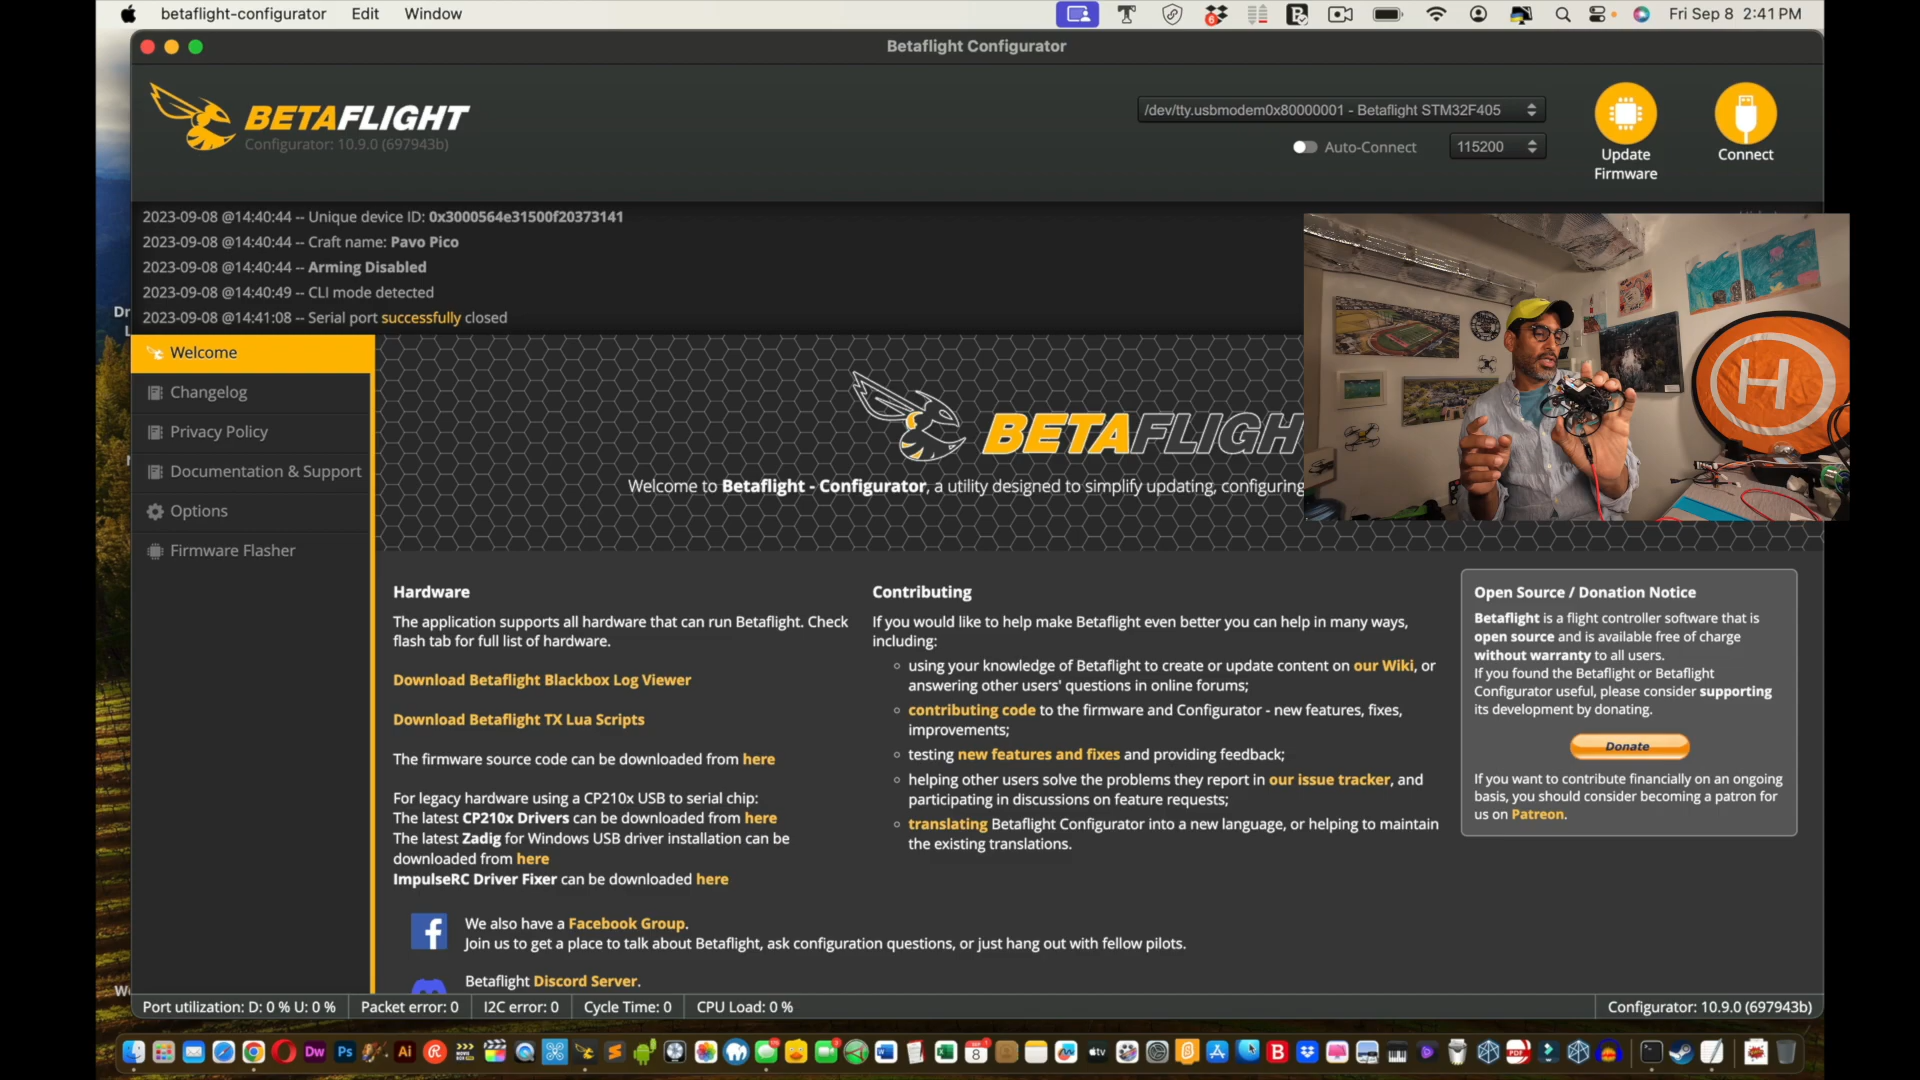 betaflight-configurator Edit Window
6
Fri Sep 8 2:41 PM
Betaflight Configurator
BETAFLIGHT
Configurator: 10.9.0 (697943b)
/dev/tty.usbmodem0x80000001 - Betaflight STM32F405
Auto-Connect
115200
Update
Firmware
Connect
2023-09-08 @14:40:44 -- Unique device ID: 0x3000564e31500f20373141
2023-09-08 @14:40:44 -- Craft name: Pavo Pico
2023-09-08 @14:40:44 -- Arming Disabled
2023-09-08 @14:40:49 -- CLI mode detected
2023-09-08 @14:41:08 -- Serial port successfully closed
Welcome
Changelog
Privacy Policy
Documentation & Support
Options
Firmware Flasher
BETAFLIGH
Welcome to Betaflight - Configurator, a utility designed to simplify updating, configuring
H
Hardware
The application supports all hardware that can run Betaflight. Check
flash tab for full list of hardware.
Download Betaflight Blackbox Log Viewer
Download Betaflight TX Lua Scripts
The firmware source code can be downloaded from here
For legacy hardware using a CP210x USB to serial chip:
The latest CP210x Drivers can be downloaded from here
The latest Zadig for Windows USB driver installation can be
downloaded from here
ImpulseRC Driver Fixer can be downloaded here
Contributing
If you would like to help make Betaflight even better you can help in many ways,
including:
using your knowledge of Betaflight to create or update content on our Wiki, or
answering other users' questions in online forums;
contributing code to the firmware and Configurator - new features, fixes,
improvements;
testing new features and fixes and providing feedback;
helping other users solve the problems they report in our issue tracker, and
participating in discussions on feature requests;
translating Betaflight Configurator into a new language, or helping to maintain
the existing translations.
Open Source / Donation Notice
Betaflight is a flight controller software that is
open source and is available free of charge
without warranty to all users.
If you found the Betaflight or Betaflight
Configurator useful, please consider supporting
its development by donating.
Donate
If you want to contribute financially on an ongoing
basis, you should consider becoming a patron for
us on Patreon.
We also have a Facebook Group.
Join us to get a place to talk about Betaflight, ask configuration questions, or just hang out with fellow pilots.
Betaflight Discord Server.
Port utilization: D: 0 % U: 0 %
Packet error: 0
I2C error: 0
Cycle Time: 0
CPU Load: 0 %
Configurator: 10.9.0 (697943b)
Dw
Ps
Ai
8
tv